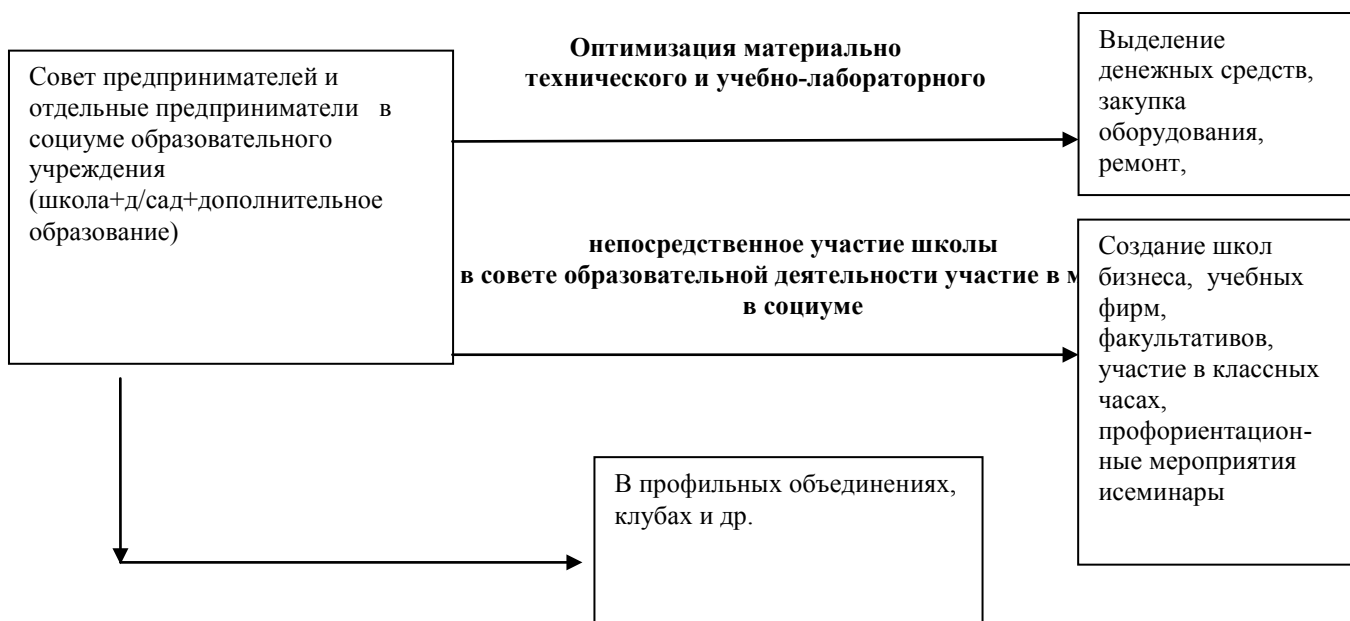 Совет предпринимателей и
отдельные предприниматели в
социуме образовательного
учреждения
(школа+д/сад+дополнительное
образование)
Оптимизация материально
технического и учебно-лабораторного
Выделение
денежных средств,
закупка
оборудования,
ремонт,
непосредственное участие школы
в совете образовательной деятельности участие в
в социуме
Создание школ
бизнеса, учебных
фирм,
факультативов,
участие в классных
часах,
профориентацион-
ные мероприятия
исеминары
В профильных объединениях,
клубах и др.